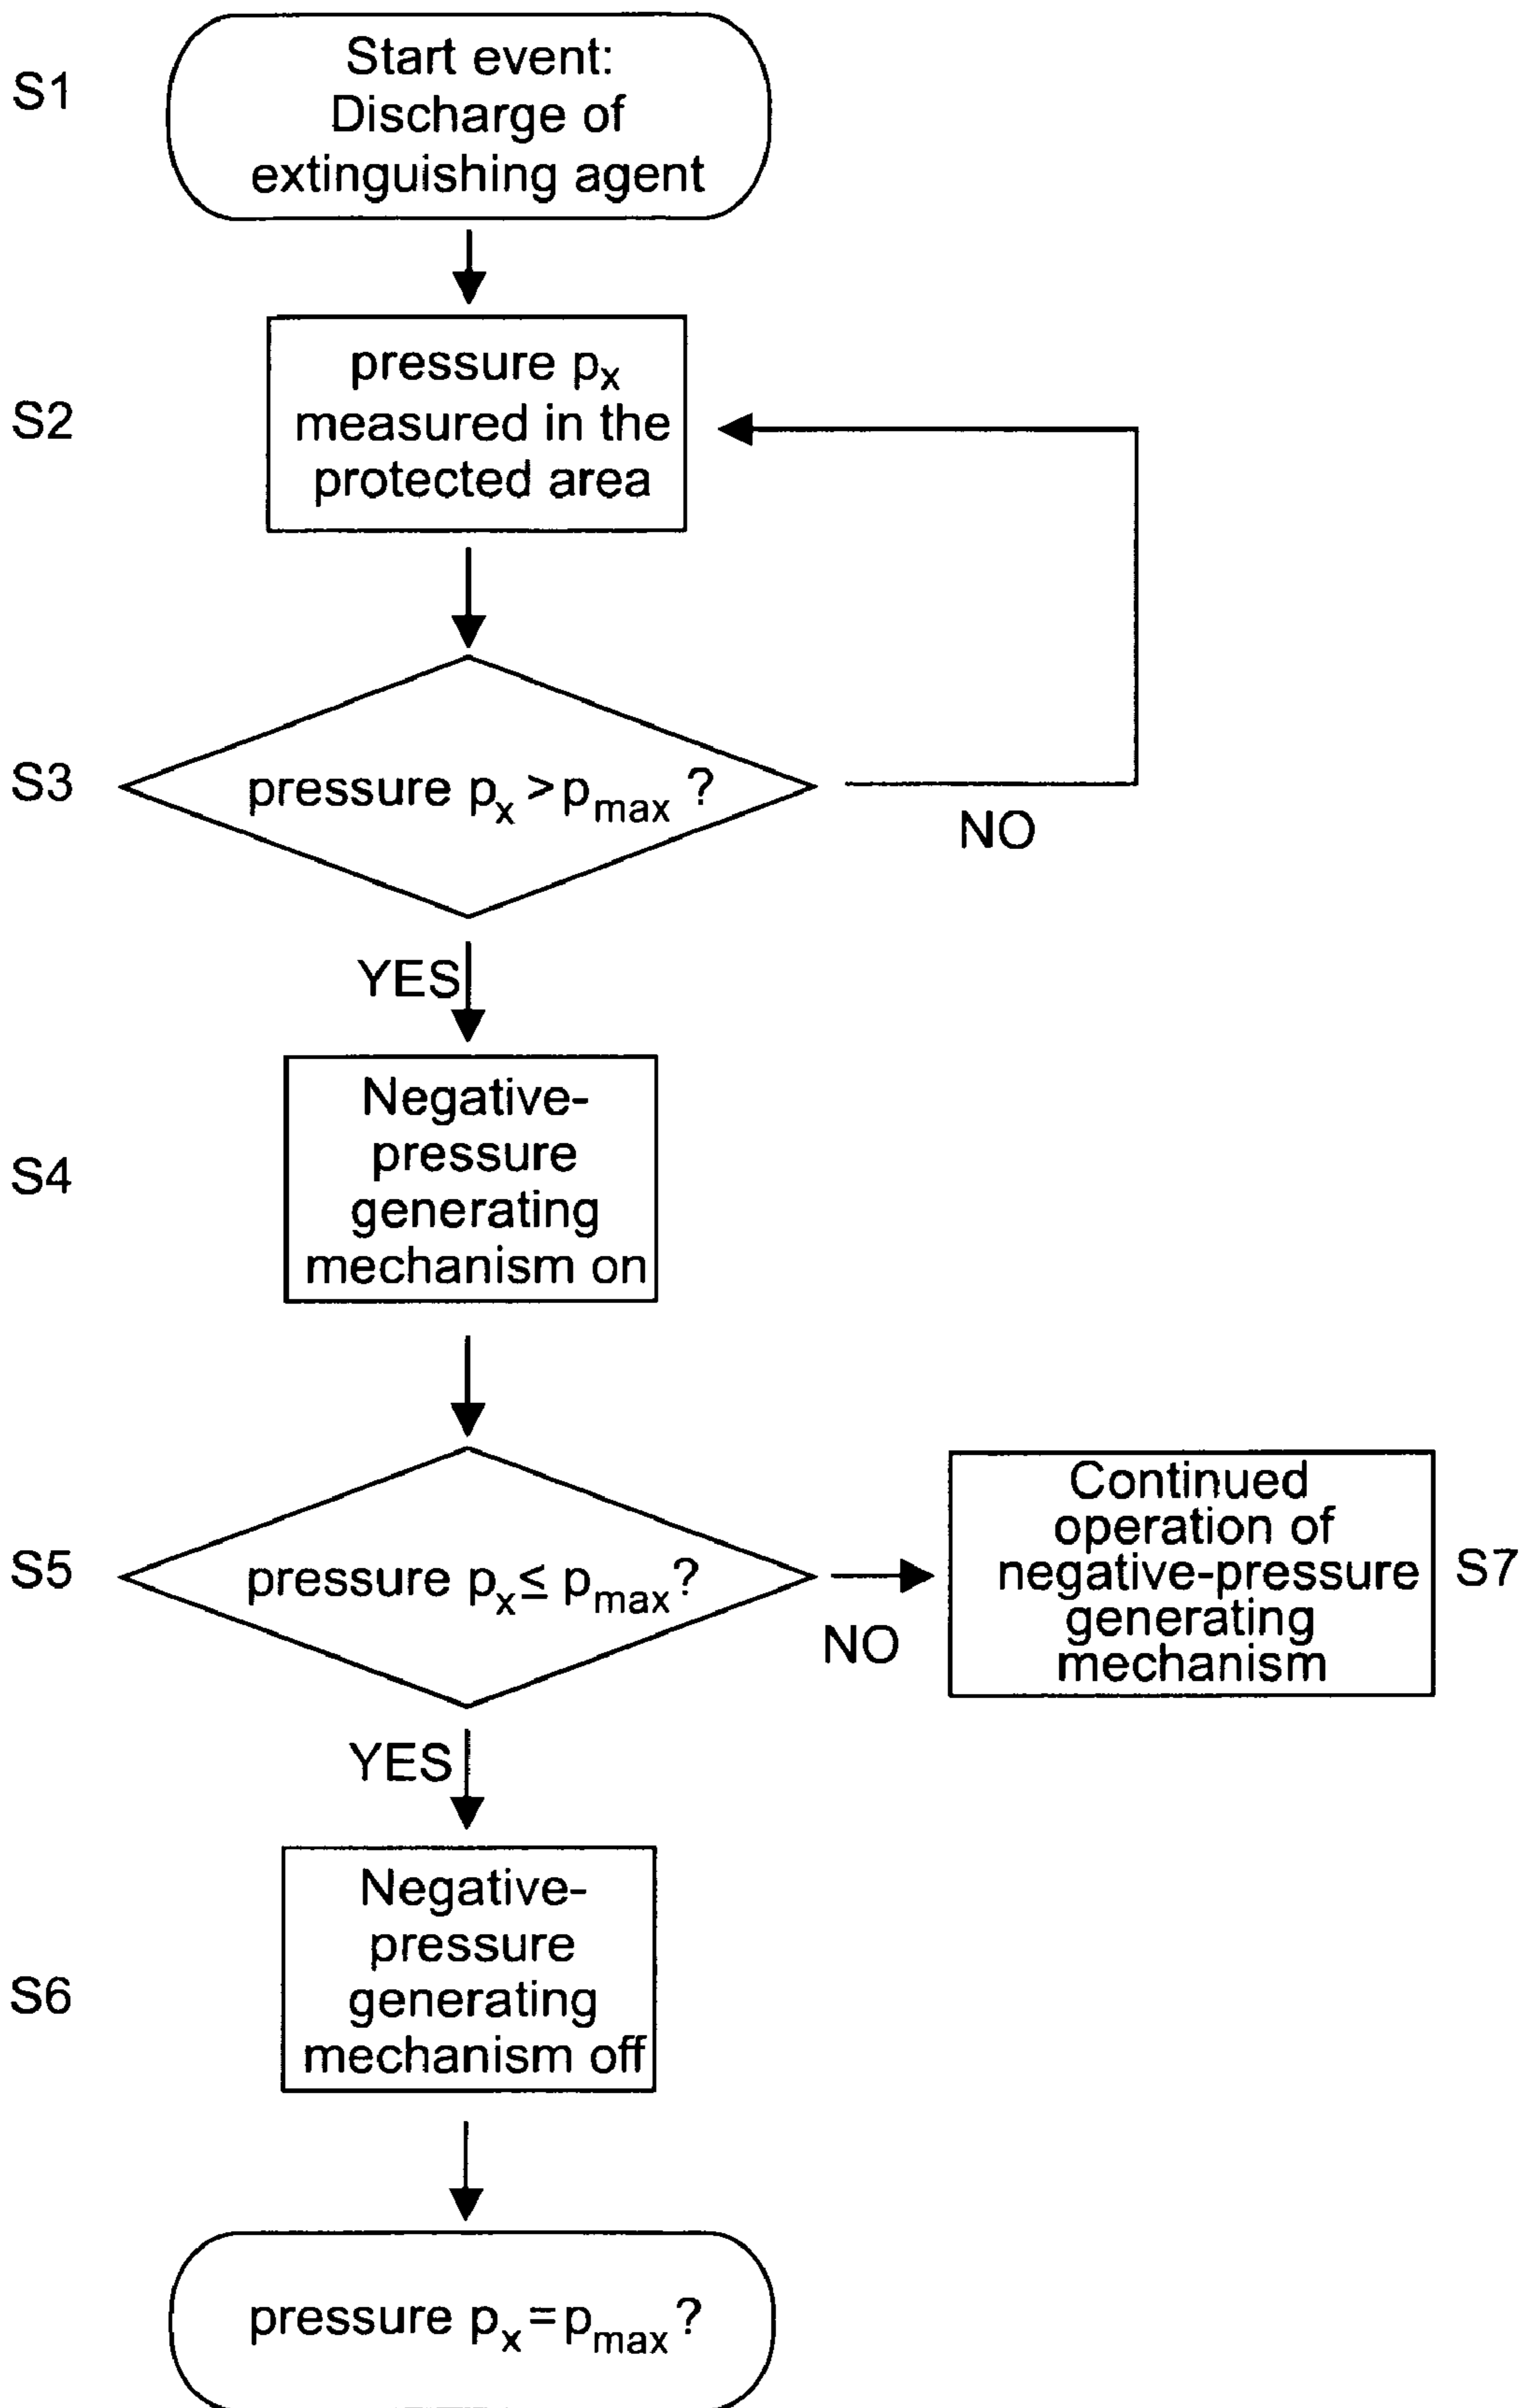 S1
Start event:
Discharge of
extinguishing agent
S2
pressure px
measured in the
protected area
S3
pressure px > pmax ?
NO
YES
S4
Negative-
pressure
generating
mechanism on
S5
pressure px ≤ pmax?
NO
Continued
operation of
negative-pressure
generating
mechanism
S7
YES
S6
Negative-
pressure
generating
mechanism off
pressure px = pmax ?